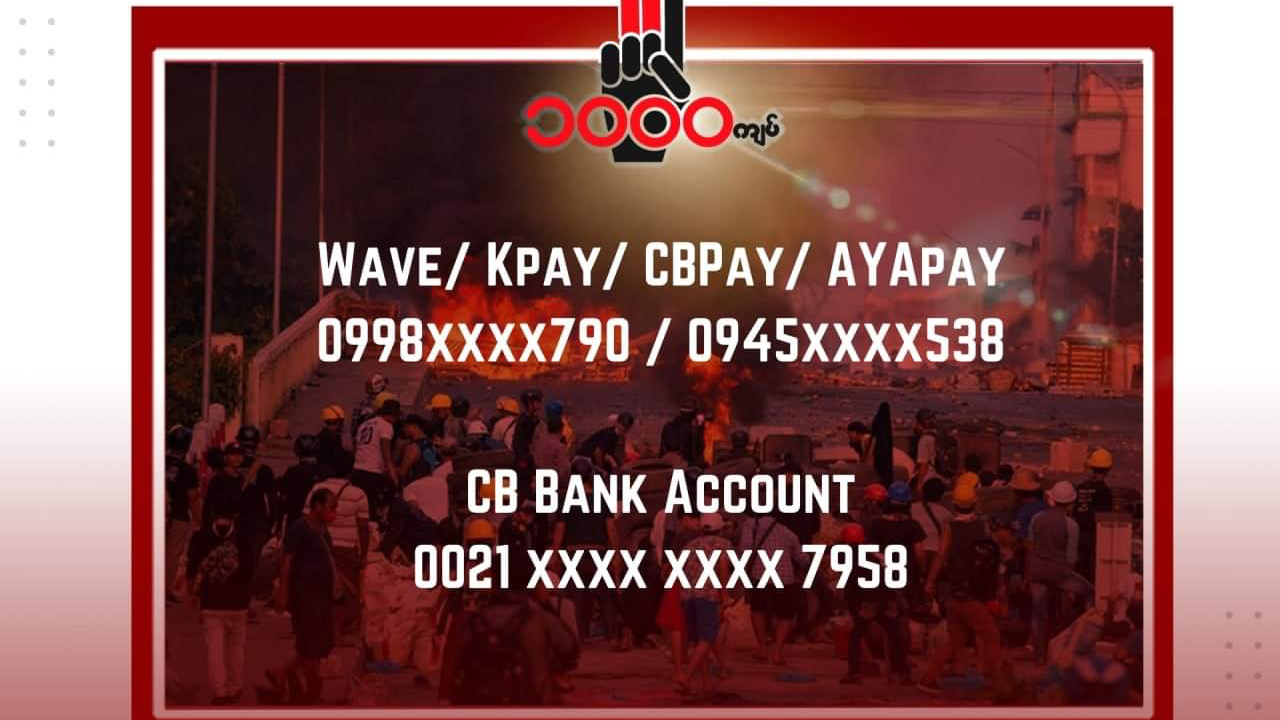 ၁၀၀၀ကျပ်
Wave/ Kpay/ CBPay/ AYApay
0998xxxx790 / 0945xxxx538
CB Bank Account
0021 xxxx xxxx 7958